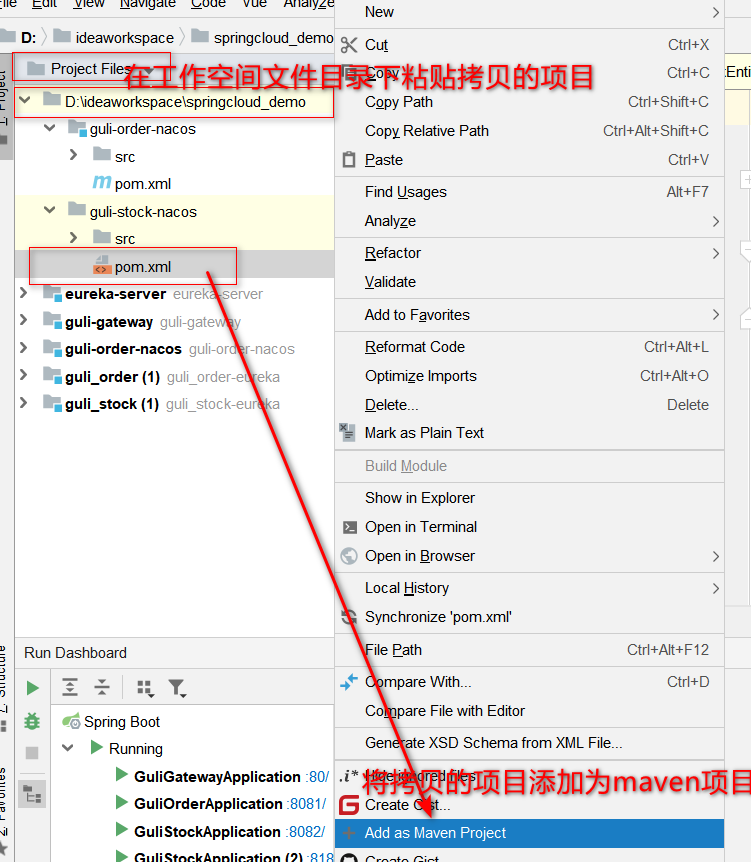 File Edit View Navigate Code Vue Analyze
D: ideaworkspace springcloud_demo
Project Files
在工作空间文件目录下粘贴拷贝的项目
D:\ideaworkspace\springcloud_demo
guli-order-nacos
src
pom.xml
guli-stock-nacos
src
pom.xml
eureka-server eureka-server
guli-gateway guli-gateway
guli-order-nacos guli-order-nacos
guli_order (1) guli_order-eureka
guli_stock (1) guli_stock-eureka
Run Dashboard
Spring Boot
Running
GuliGatewayApplication :80/
GuliOrderApplication :8081/
GuliStockApplication :8082/
GuliStockApplication (2) :818
New
Cut Ctrl+X
Copy Ctrl+C
Copy Path Ctrl+Shift+C
Copy Relative Path Ctrl+Alt+Shift+C
Paste Ctrl+V
Find Usages Alt+F7
Analyze
Refactor
Validate
Add to Favorites
Reformat Code Ctrl+Alt+L
Optimize Imports Ctrl+Alt+O
Delete... Delete
Mark as Plain Text
Build Module
Show in Explorer
Open in Terminal
Open in Browser
Local History
Synchronize 'pom.xml'
File Path Ctrl+Alt+F12
Compare With... Ctrl+D
Compare File with Editor
Generate XSD Schema from XML File...
.i* Hide ignored files
将拷贝的项目添加为maven项目
Create Gist...
Add as Maven Project
Create Gist...